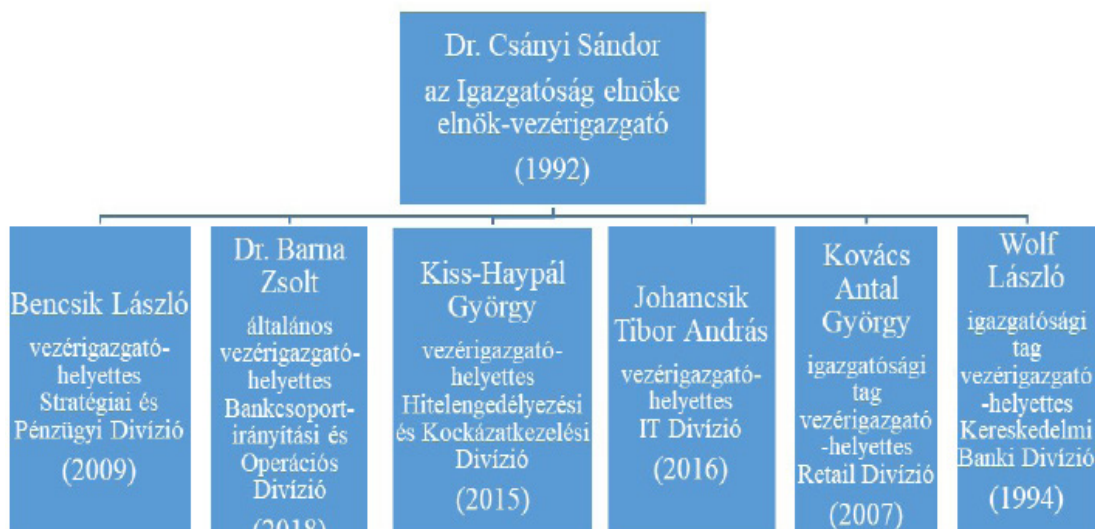 Dr. Csányi Sándor
az Igazgatóság elnöke
elnök-vezérigazgató
(1992)
Bencsik László
vezérigazgató-
helyettes
Stratégiai és
Pénzügyi Divízió
(2009)
Dr. Barna
Zsolt
általános
vezérigazgató-
helyettes
Bankcsoport-
irányítási és
Operációs
Divízió
(2018)
Kiss-Haypál
György
vezérigazgató-
helyettes
Hitelengedélyezési
és Kockázatkezelési
Divízió
(2015)
Johancsik
Tibor András
vezérigazgató-
helyettes
IT Divízió
(2016)
Kovács
Antal
György
igazgatósági
tag
vezérigazgató
-helyettes
Retail Divízió
(2007)
Wolf
László
igazgatósági
tag
vezérigazgató
-helyettes
Kereskedelmi
Banki Divízió
(1994)